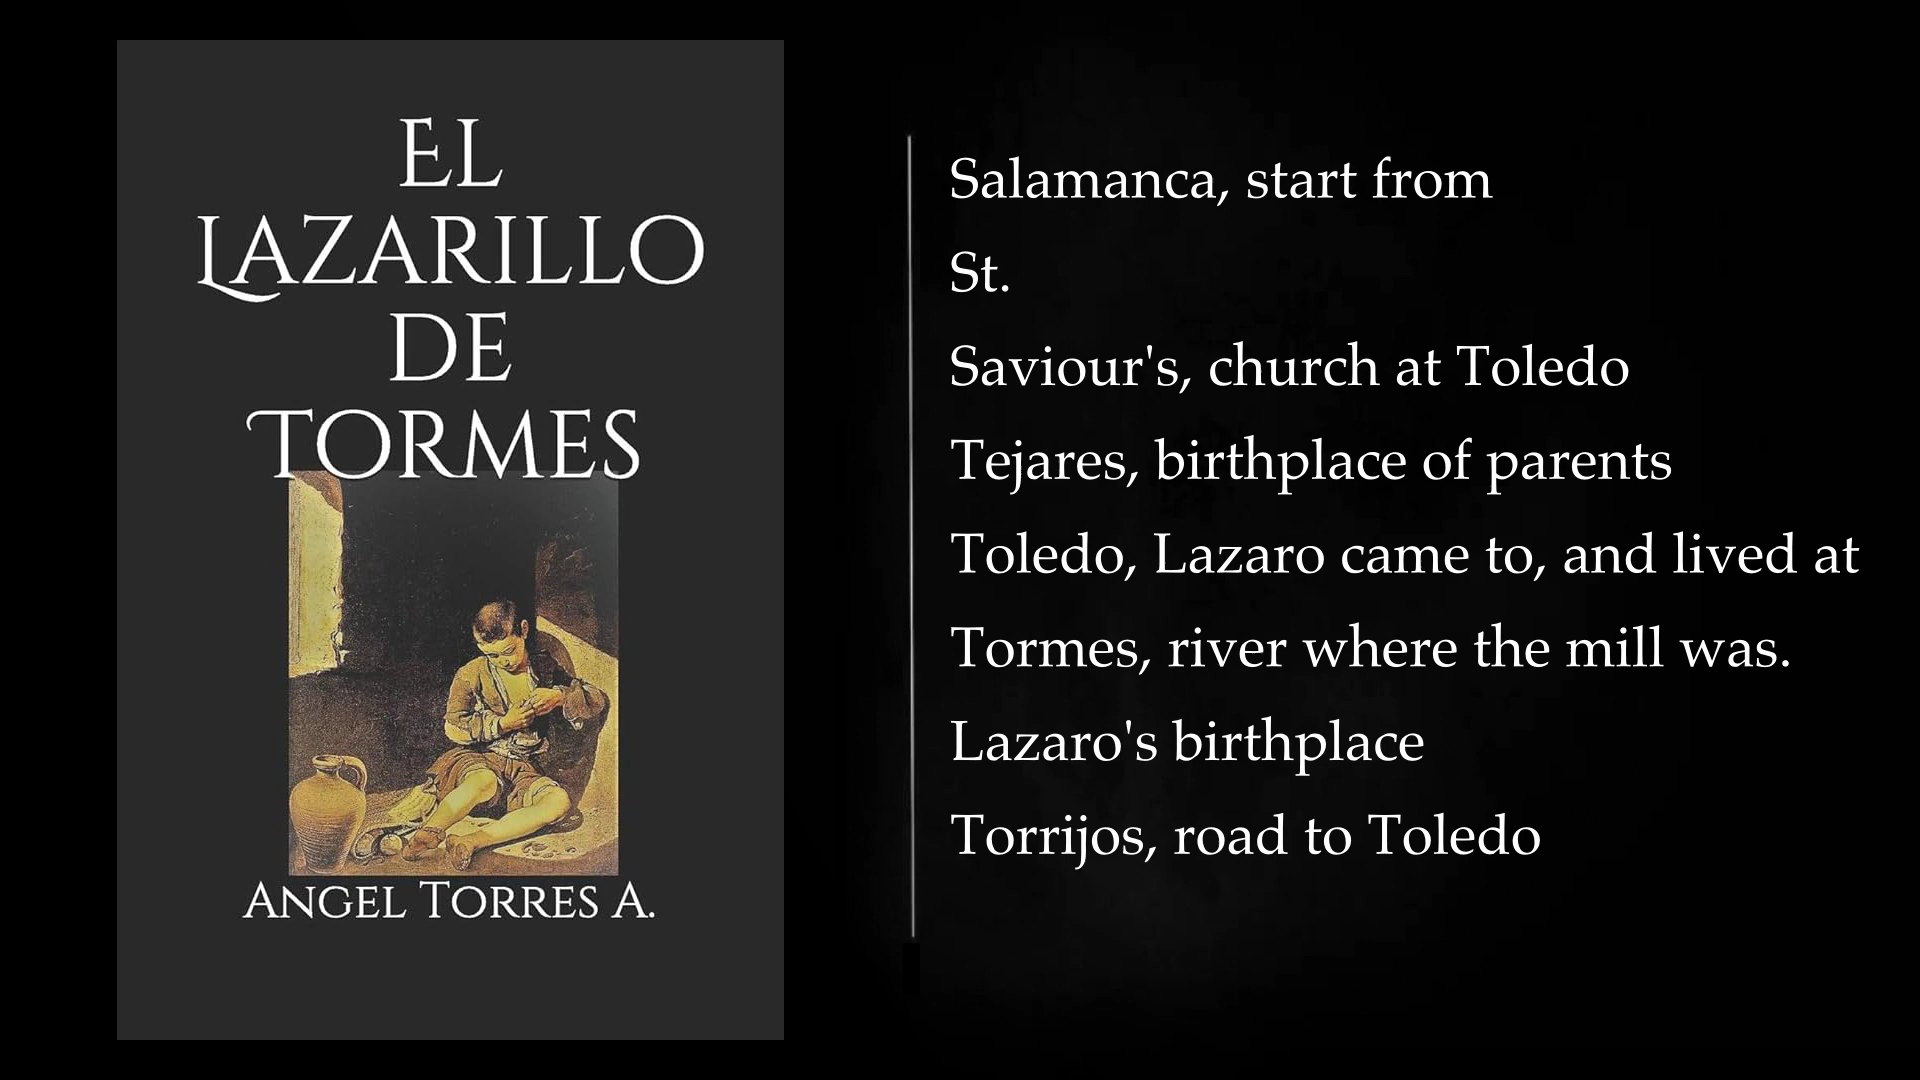 EL
LAZARILLO
DE
TORMES
ANGEL TORRES A.
Salamanca, start from
St.
Saviour's, church at Toledo
Tejares, birthplace of parents
Toledo, Lazaro came to, and lived at
Tormes, river where the mill was.
Lazaro's birthplace
Torrijos, road to Toledo